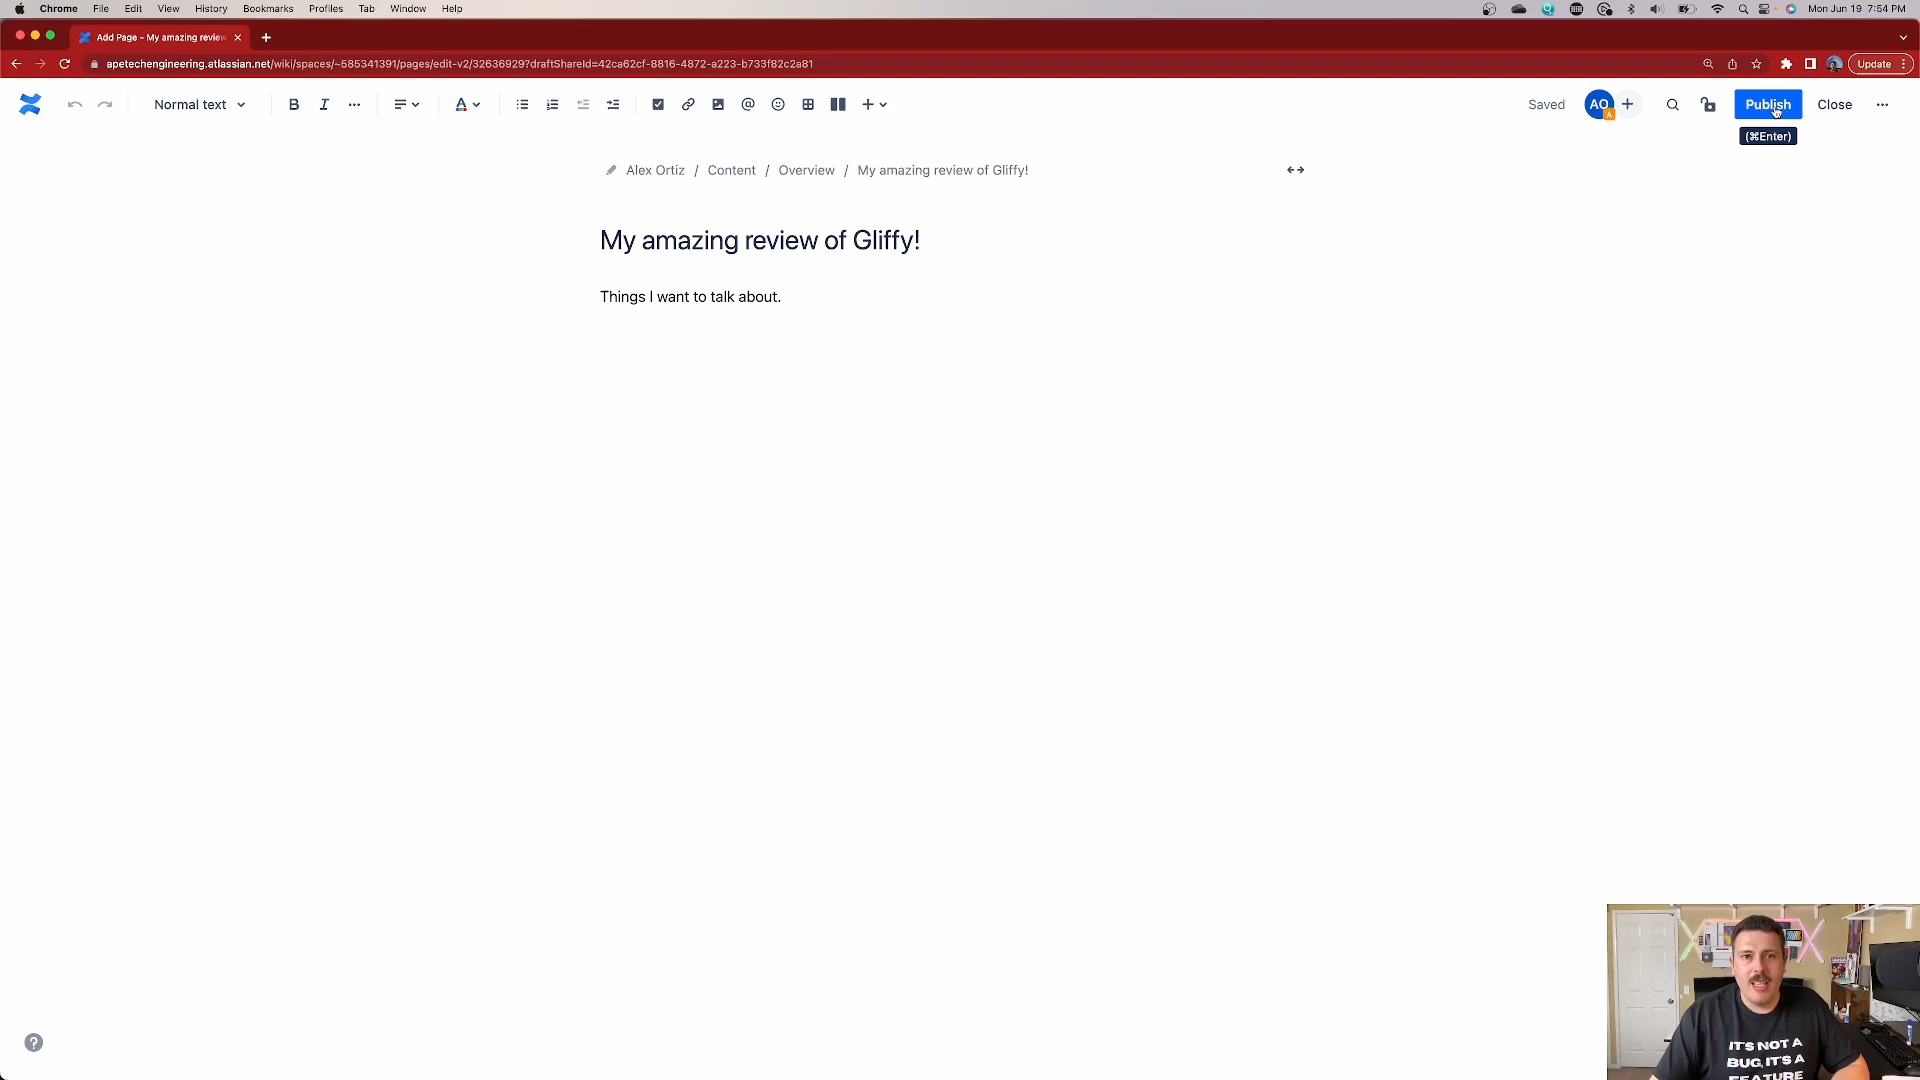 Chrome File Edit View History Bookmarks Profiles Tab Window Help Mon Jun 19 7:54 PM
Add Page - My amazing review
apetechengineering.atlassian.net/wiki/spaces/~585341391/pages/edit-v2/32636929?draftShareId=42ca62cf-8816-4872-a223-b733f82c2a81 Update
Normal text B I A Saved AO A Publish Close
(⌘Enter)
Alex Ortiz / Content / Overview / My amazing review of Gliffy!
My amazing review of Gliffy!
Things I want to talk about.
IT'S NOT A
BUG, IT'S A
FEATURE